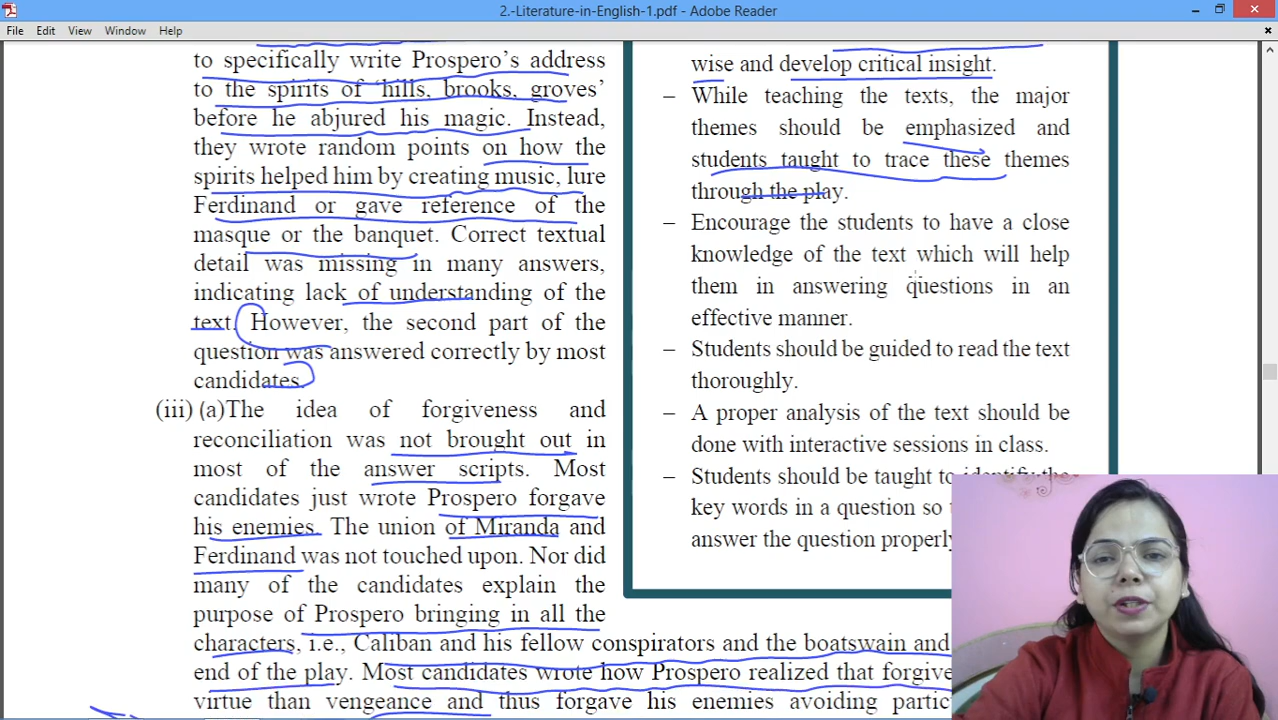 2.-Literature-in-English-1.pdf - Adobe Reader
File Edit View Window Help
to specifically write Prospero's address
to the spirits of 'hills, brooks, groves'
before he abjured his magic. Instead,
they wrote random points on how the
spirits helped him by creating music, lure
Ferdinand or gave reference of the
masque or the banquet. Correct textual
detail was missing in many answers,
indicating lack of understanding of the
text. However, the second part of the
question was answered correctly by most
candidates.
(iii) (a)The idea of forgiveness and
reconciliation was not brought out in
most of the answer scripts. Most
candidates just wrote Prospero forgave
his enemies. The union of Miranda and
Ferdinand was not touched upon. Nor did
many of the candidates explain the
purpose of Prospero bringing in all the
characters, i.e., Caliban and his fellow conspirators and the boatswain and
end of the play. Most candidates wrote how Prospero realized that forgive
virtue than vengeance and thus forgave his enemies avoiding partic
wise and develop critical insight.
– While teaching the texts, the major
themes should be emphasized and
students taught to trace these themes
through the play.
– Encourage the students to have a close
knowledge of the text which will help
them in answering questions in an
effective manner.
– Students should be guided to read the text
thoroughly.
– A proper analysis of the text should be
done with interactive sessions in class.
– Students should be taught to identify the
key words in a question so
answer the question properly